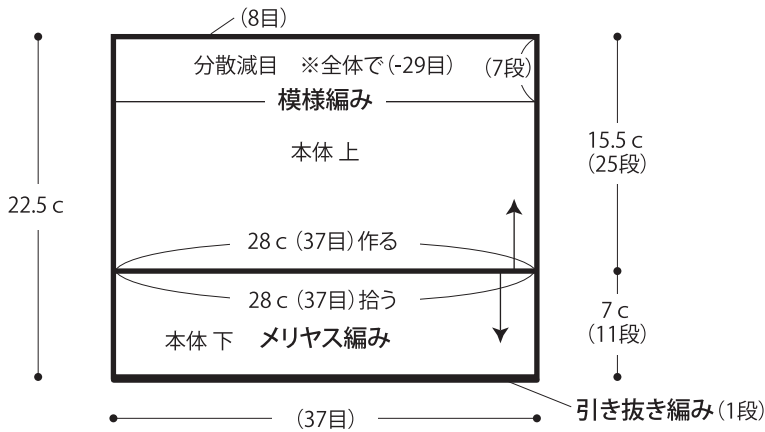 (8目)
分散減目 ※全体で(-29目)
(7段)
模様編み
本体 上
15.5 c
(25段)
22.5 c
28 c (37目) 作る
28 c (37目) 拾う
本体 下 メリヤス編み
7 c
(11段)
引き抜き編み (1段)
(37目)